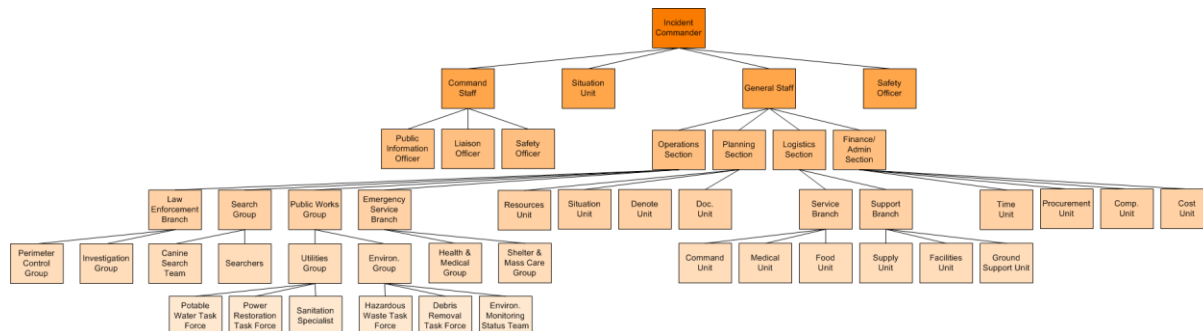 Incident
Commander
Command
Staff
Situation
Unit
General Staff
Safety
Officer
Public
Information
Officer
Liaison
Officer
Safety
Officer
Operations
Section
Planning
Section
Logistics
Section
Finance/
Admin
Section
Law
Enforcement
Branch
Search
Group
Public Works
Group
Emergency
Service
Branch
Resources
Unit
Situation
Unit
Denote
Unit
Doc.
Unit
Service
Branch
Support
Branch
Time
Unit
Procurement
Unit
Comp.
Unit
Cost
Unit
Perimeter
Control
Group
Investigation
Group
Canine
Search
Team
Searchers
Utilities
Group
Environ.
Group
Health &
Medical
Group
Shelter &
Mass Care
Group
Command
Unit
Medical
Unit
Food
Unit
Supply
Unit
Facilities
Unit
Ground
Support Unit
Potable
Water Task
Force
Power
Restoration
Task Force
Sanitation
Specialist
Hazardous
Waste Task
Force
Debris
Removal
Task Force
Environ.
Monitoring
Status Team